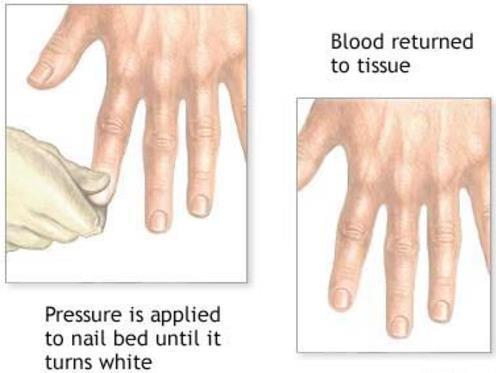 Blood returned
to tissue
Pressure is applied
to nail bed until it
turns white